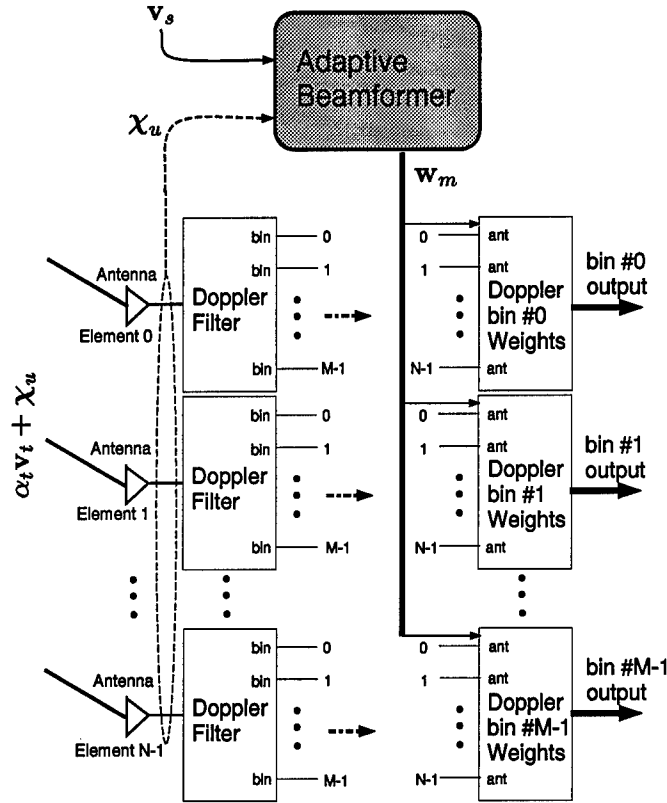 v_s
Adaptive
Beamformer
χ_u
w_m
α_t v_t + χ_u
Antenna
Element 0
Doppler
Filter
bin 0
bin 1
bin M-1
0 ant
1 ant
N-1 ant
Doppler
bin #0
Weights
bin #0
output
Antenna
Element 1
Doppler
Filter
bin 0
bin 1
bin M-1
0 ant
1 ant
N-1 ant
Doppler
bin #1
Weights
bin #1
output
Antenna
Element N-1
Doppler
Filter
bin 0
bin 1
bin M-1
0 ant
1 ant
N-1 ant
Doppler
bin #M-1
Weights
bin #M-1
output